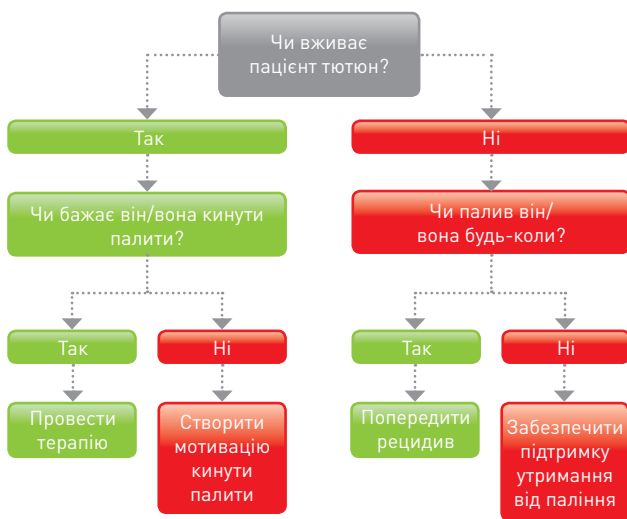 Чи вживає
пацієнт тютюн?
Так
Ні
Чи бажає він/вона кинути
палити?
Чи палив він/
вона будь-коли?
Так
Ні
Так
Ні
Провести
терапію
Створити
мотивацію
кинути
палити
Попередити
рецидив
Забезпечити
підтримку
утримання
від паління